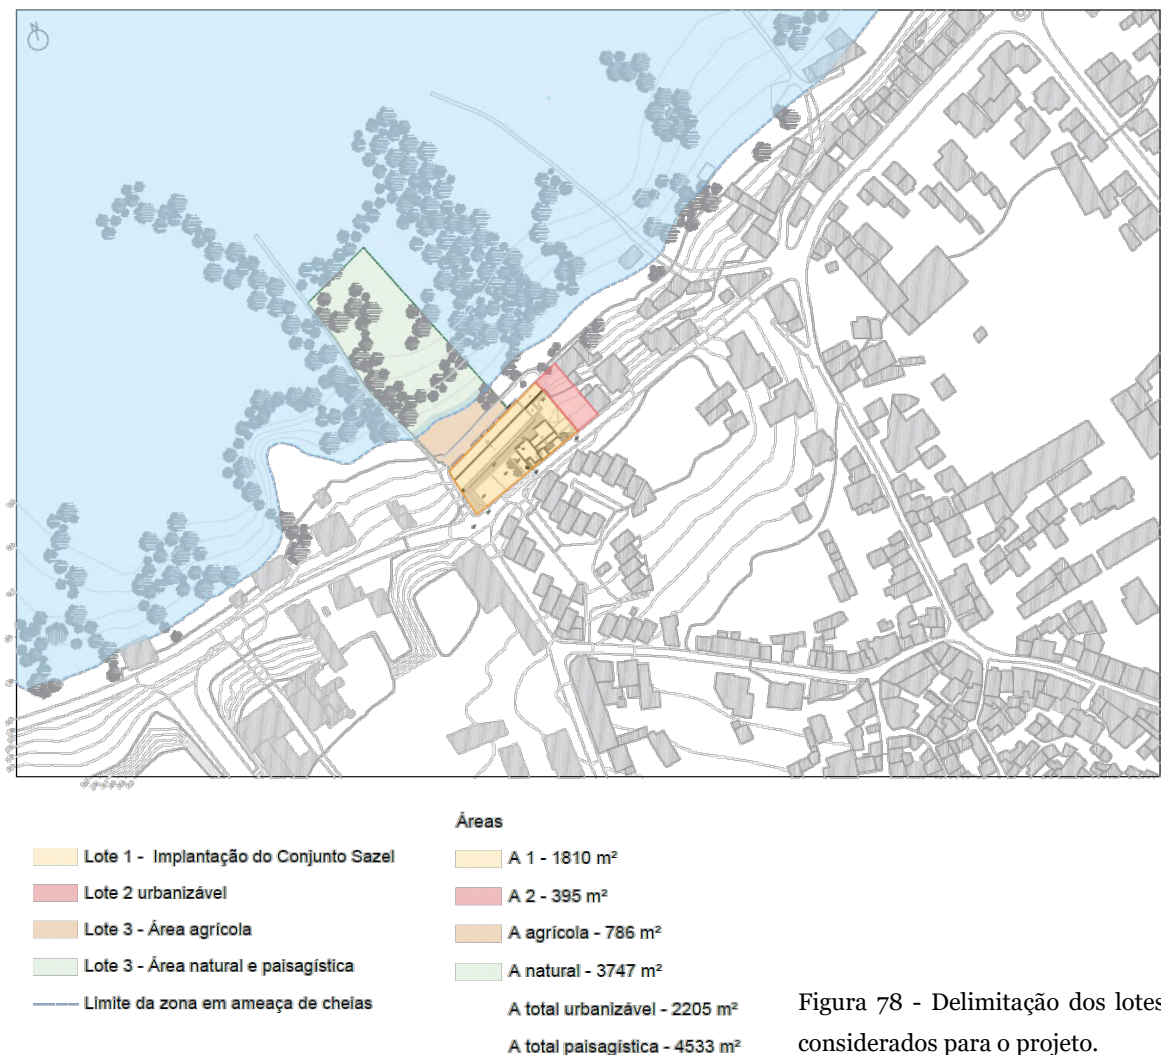 N
Áreas
Lote 1 - Implantação do Conjunto Sazel
Lote 2 urbanizável
Lote 3 - Área agrícola
Lote 3 - Área natural e paisagística
Limite da zona em ameaça de cheias
A 1 - 1810 m²
A 2 - 395 m²
A agrícola - 786 m²
A natural - 3747 m²
A total urbanizável - 2205 m²
A total paisagística - 4533 m²
Figura 78 - Delimitação dos lotes
considerados para o projeto.